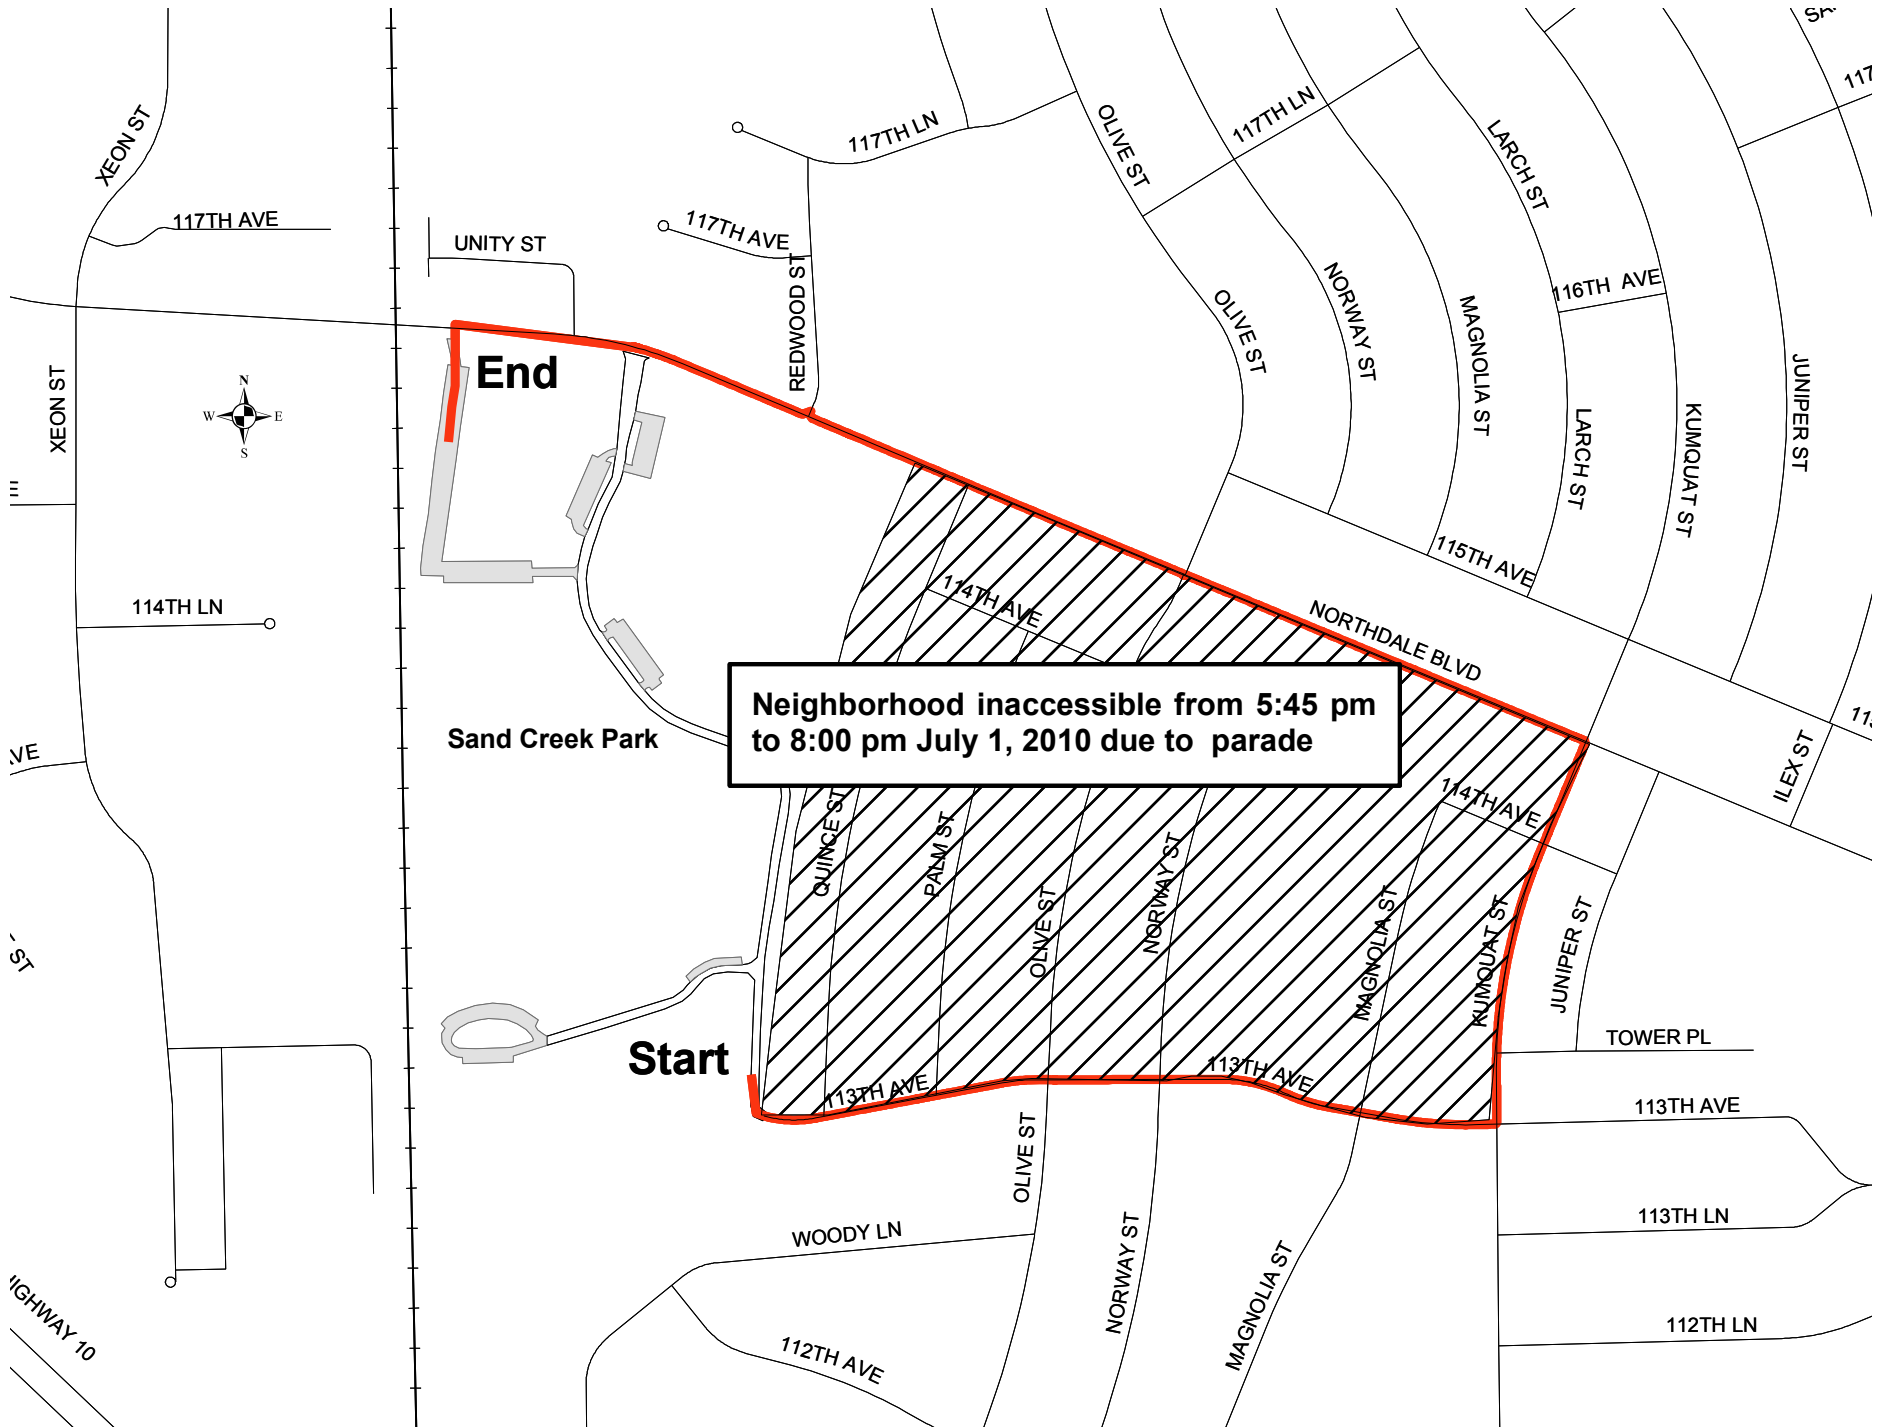 XEON ST
117TH AVE
UNITY ST
117TH LN
117TH AVE
REDWOOD ST
OLIVE ST
117TH LN
LARCH ST
117
OLIVE ST
NORWAY ST
MAGNOLIA ST
116TH AVE
LARCH ST
KUMQUAT ST
JUNIPER ST
XEON ST
N
W
E
S
End
115TH AVE
114TH LN
114TH AVE
NORTHDALE BLVD
Sand Creek Park
Neighborhood inaccessible from 5:45 pm
to 8:00 pm July 1, 2010 due to parade
VE
ILEX ST
QUINCE ST
PALM ST
OLIVE ST
NORWAY ST
MAGNOLIA ST
114TH AVE
KUMQUAT ST
JUNIPER ST
ST
Start
113TH AVE
113TH AVE
TOWER PL
113TH AVE
OLIVE ST
WOODY LN
NORWAY ST
MAGNOLIA ST
113TH LN
112TH AVE
112TH LN
IGHWAY 10